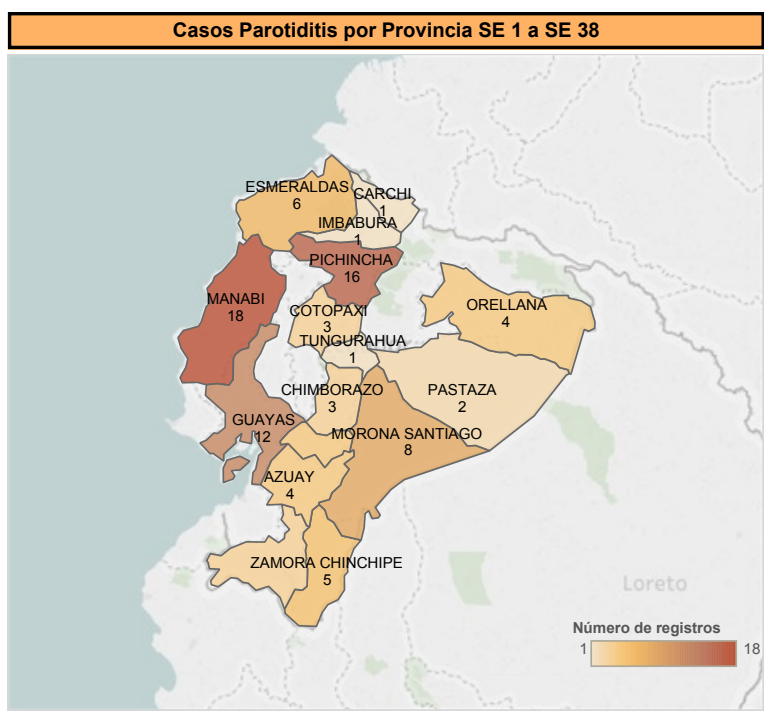 Casos Parotiditis por Provincia SE 1 a SE 38
ESMERALDAS
6
CARCHI
1
IMBABURA
1
PICHINCHA
16
MANABI
18
COTOPAXI
3
ORELLANA
4
TUNGURAHUA
1
CHIMBORAZO
3
PASTAZA
2
GUAYAS
12
MORONA SANTIAGO
8
AZUAY
4
ZAMORA CHINCHIPE
5
Loreto
Número de registros
1
18